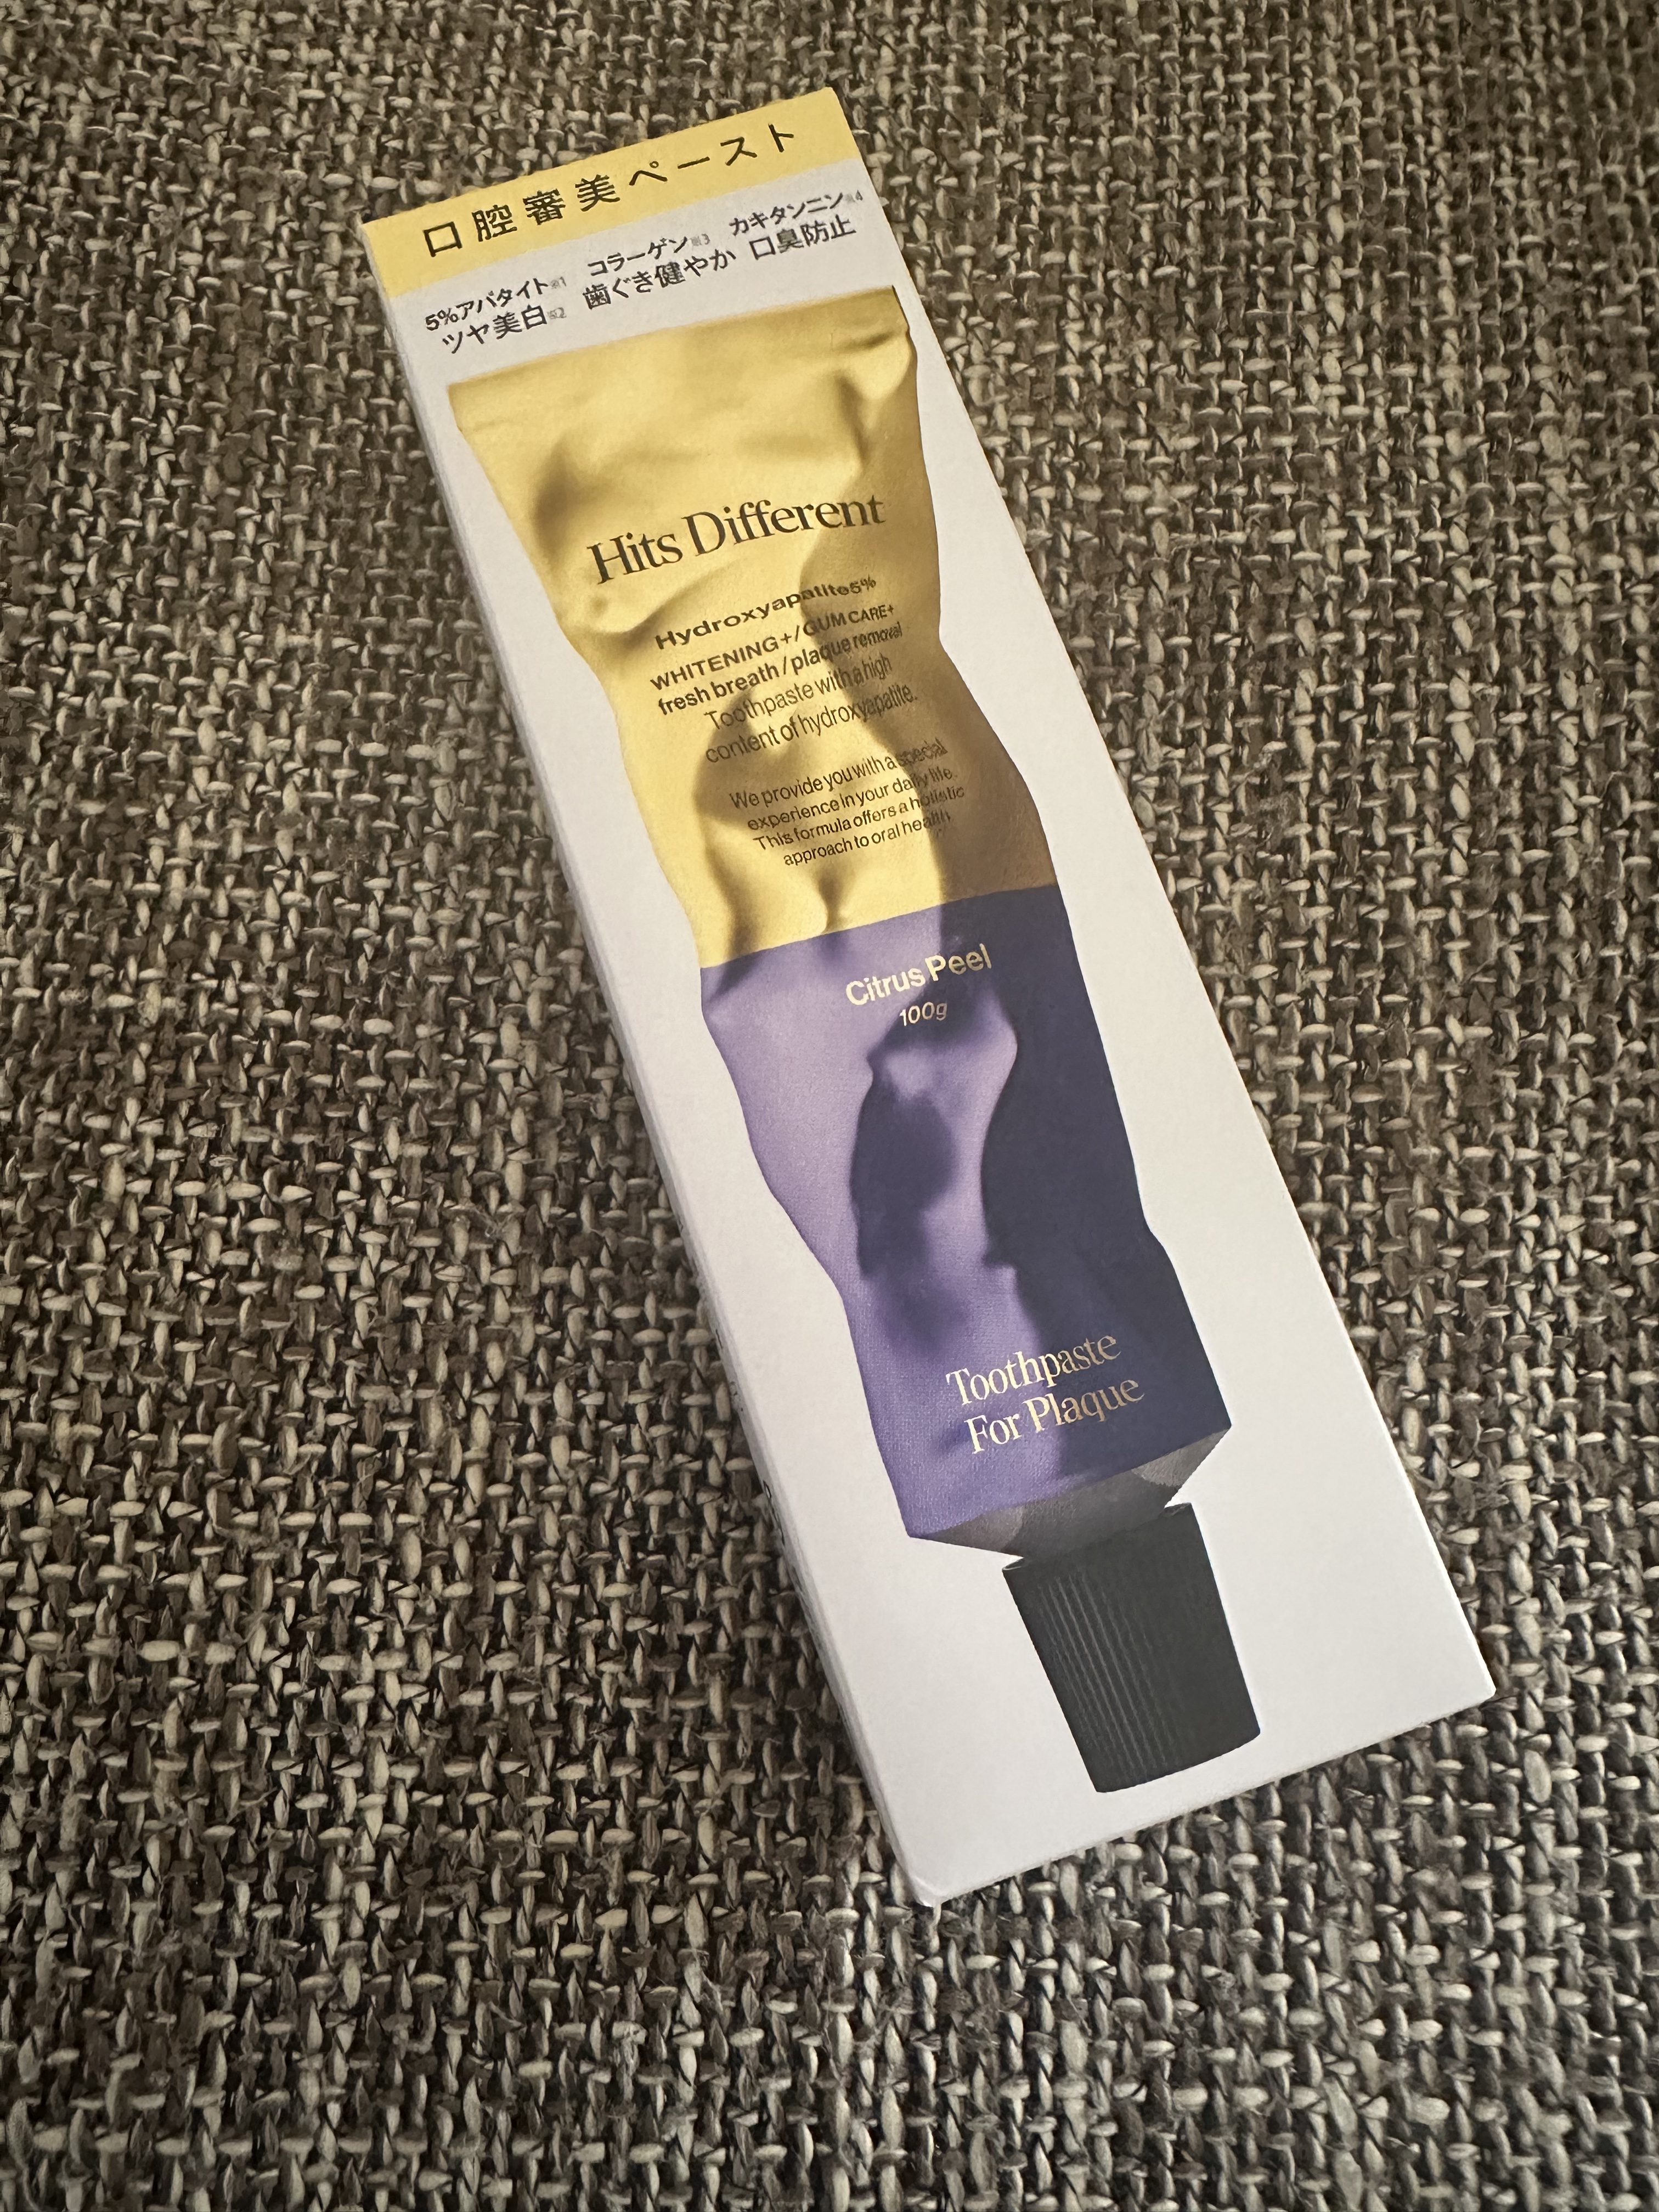 口腔審美ペースト
5%アパタイト※1 コラーゲン※3 カキタンニン※4
ツヤ美白※2 歯ぐき健やか 口臭防止
Hits Different
Hydroxyapatite5%
WHITENING+/GUM CARE+
fresh breath/plaque removal
Toothpaste with a high
content of hydroxyapatite.
We provide you with a special
experience in your daily life.
This formula offers a holistic
approach to oral health.
Citrus Peel
100g
Toothpaste
For Plaque